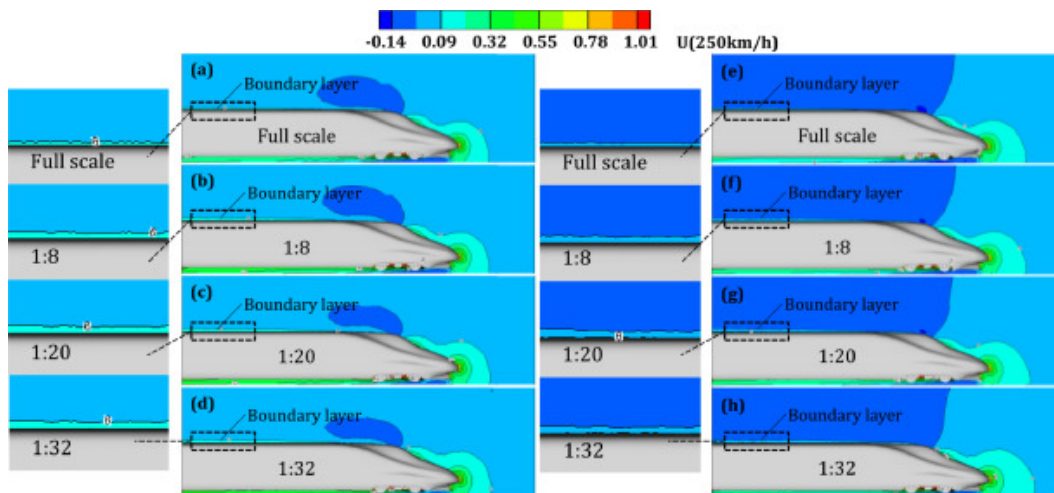 -0.14 0.09 0.32 0.55 0.78 1.01 U(250km/h)
(a)
Boundary layer
Full scale
Full scale
(b)
Boundary layer
1:8
1:8
(c)
Boundary layer
1:20
1:20
(d)
Boundary layer
1:32
1:32
(e)
Boundary layer
Full scale
Full scale
(f)
Boundary layer
1:8
1:8
(g)
Boundary layer
1:20
1:20
(h)
Boundary layer
1:32
1:32